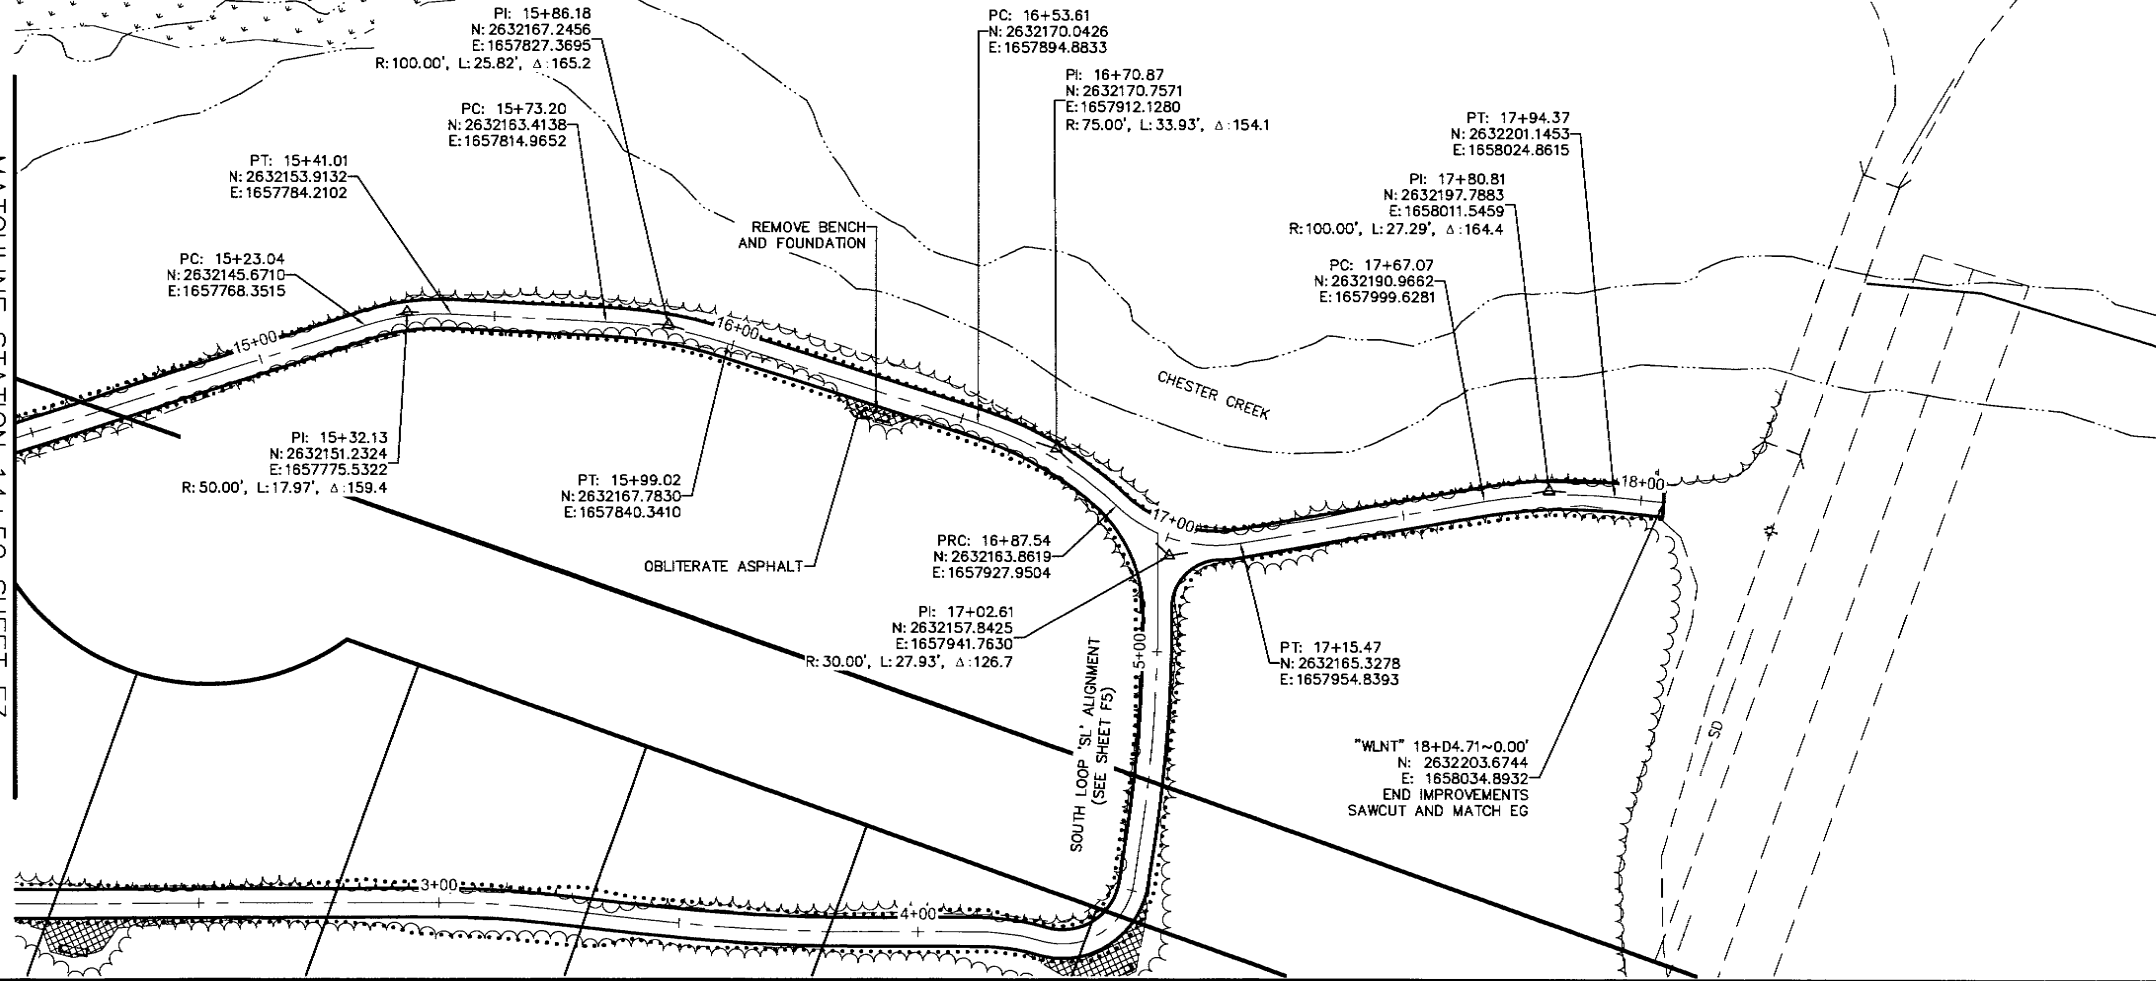 PI: 15+86.18
N: 2632167.2456
E: 1657827.3695
R: 100.00', L: 25.82', Δ: 165.2
PC: 16+53.61
N: 2632170.0426
E: 1657894.8833
PI: 16+70.87
N: 2632170.7571
E: 1657912.1280
R: 75.00', L: 33.93', Δ: 154.1
PC: 15+73.20
N: 2632163.4138
E: 1657814.9652
PT: 17+94.37
N: 2632201.1453
E: 1658024.8615
PT: 15+41.01
N: 2632153.9132
E: 1657784.2102
PI: 17+80.81
N: 2632197.7883
E: 1658011.5459
R: 100.00', L: 27.29', Δ: 164.4
REMOVE BENCH
AND FOUNDATION
PC: 15+23.04
N: 2632145.6710
E: 1657768.3515
PC: 17+67.07
N: 2632190.9662
E: 1657999.6281
15+00
16+00
CHESTER CREEK
PI: 15+32.13
N: 2632151.2324
E: 1657775.5322
R: 50.00', L: 17.97', Δ: 159.4
PT: 15+99.02
N: 2632167.7830
E: 1657840.3410
18+00
17+00
OBLITERATE ASPHALT
PRC: 16+87.54
N: 2632163.8619
E: 1657927.9504
PI: 17+02.61
N: 2632157.8425
E: 1657941.7630
R: 30.00', L: 27.93', Δ: 126.7
5+00
PT: 17+15.47
N: 2632165.3278
E: 1657954.8393
SOUTH LOOP 'SL' ALIGNMENT
(SEE SHEET F5)
SD
"WLNT" 18+04.71~0.00'
N: 2632203.6744
E: 1658034.8932
END IMPROVEMENTS
SAWCUT AND MATCH EG
3+00
4+00